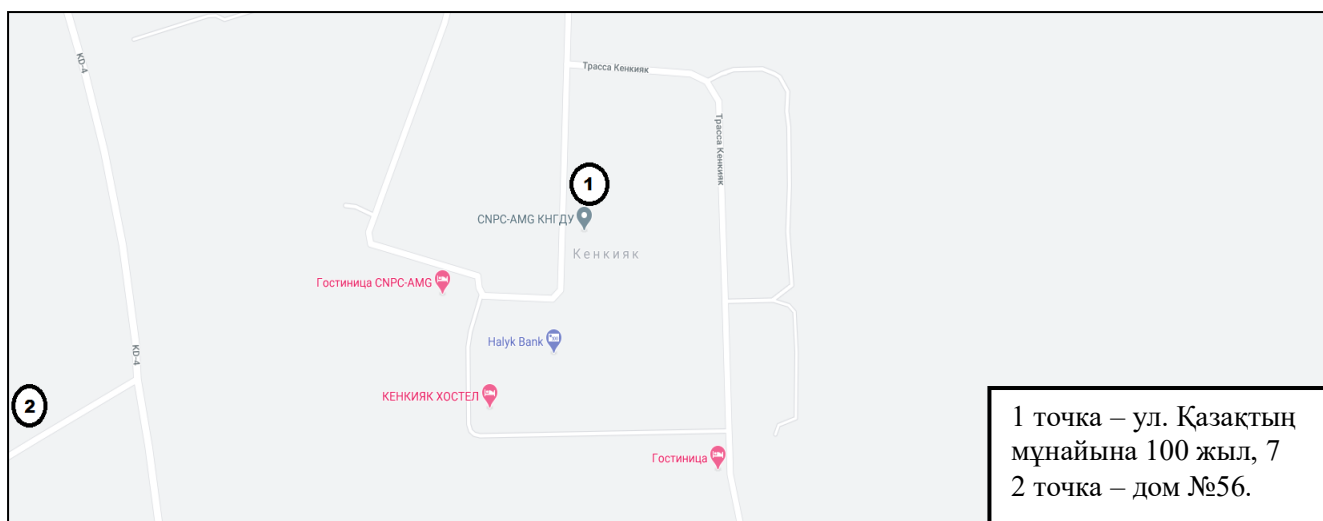 KD-4
Трасса Кенкияк
Трасса Кенкияк
1
CNPC-AMG КНГДУ
Кенкияк
Гостиница CNPC-AMG
Halyk Bank
KD-4
КЕНКИЯК ХОСТЕЛ
2
Гостиница
1 точка – ул. Қазақтың
мұнайына 100 жыл, 7
2 точка – дом №56.